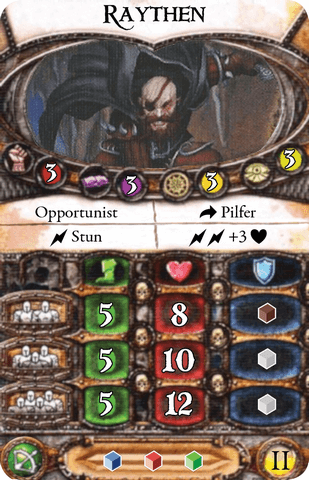 RAYTHEN
3 3 3 3
Opportunist
Pilfer
Stun
+3
5 8
5 10
5 12
II